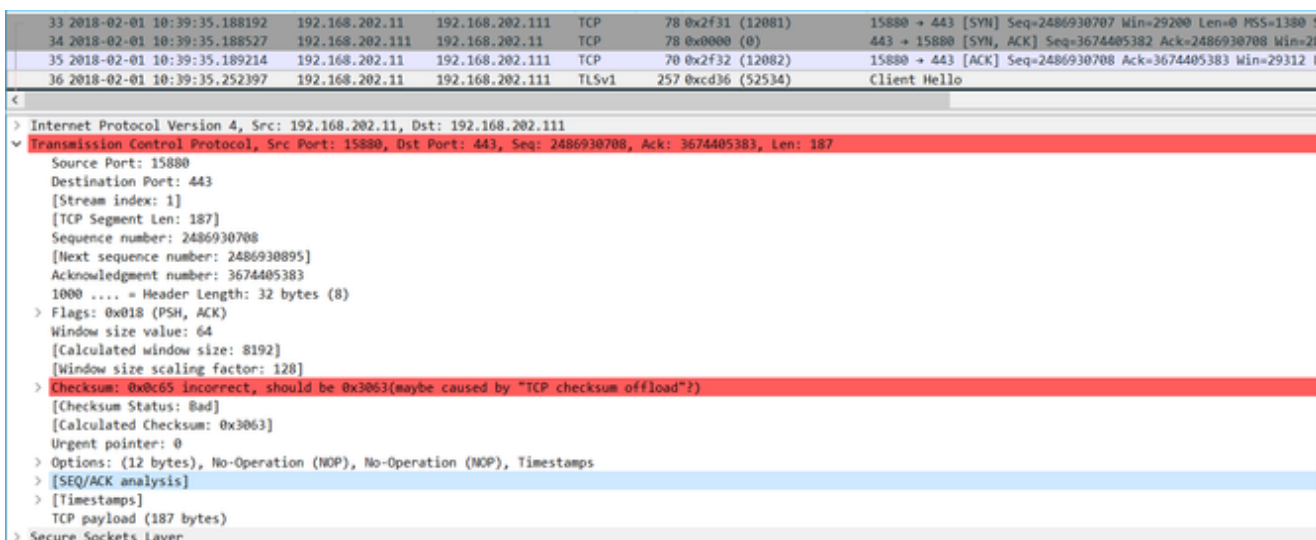 33 2018-02-01 10:39:35.188192 192.168.202.11 192.168.202.111 TCP 78 0x2f31 (12081) 15880 → 443 [SYN] Seq=2486930707 Win=29200 Len=0 MSS=1380
34 2018-02-01 10:39:35.188527 192.168.202.111 192.168.202.11 TCP 78 0x0000 (0) 443 → 15880 [SYN, ACK] Seq=3674405382 Ack=2486930708
35 2018-02-01 10:39:35.189214 192.168.202.11 192.168.202.111 TCP 70 0x2f32 (12082) 15880 → 443 [ACK] Seq=2486930708 Ack=3674405383 Win=29312
36 2018-02-01 10:39:35.252397 192.168.202.11 192.168.202.111 TLSv1 257 0xcd36 (52534) Client Hello
Internet Protocol Version 4, Src: 192.168.202.11, Dst: 192.168.202.111
Transmission Control Protocol, Src Port: 15880, Dst Port: 443, Seq: 2486930708, Ack: 3674405383, Len: 187
Source Port: 15880
Destination Port: 443
[Stream index: 1]
[TCP Segment Len: 187]
Sequence number: 2486930708
[Next sequence number: 2486930895]
Acknowledgment number: 3674405383
1000 .... = Header Length: 32 bytes (8)
Flags: 0x018 (PSH, ACK)
Window size value: 64
[Calculated window size: 8192]
[Window size scaling factor: 128]
Checksum: 0x0c65 incorrect, should be 0x3063(maybe caused by "TCP checksum offload"?)
[Checksum Status: Bad]
[Calculated Checksum: 0x3063]
Urgent pointer: 0
Options: (12 bytes), No-Operation (NOP), No-Operation (NOP), Timestamps
[SEQ/ACK analysis]
[Timestamps]
TCP payload (187 bytes)
Secure Sockets Layer